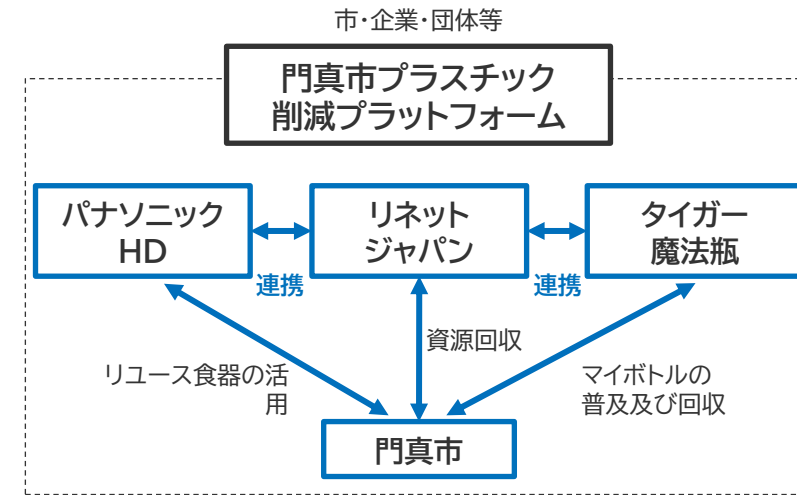 市・企業・団体等
門真市プラスチック
削減プラットフォーム
パナソニック
HD
リネット
ジャパン
タイガー
魔法瓶
連携
連携
資源回収
リユース食器の活
用
マイボトルの
普及及び回収
門真市